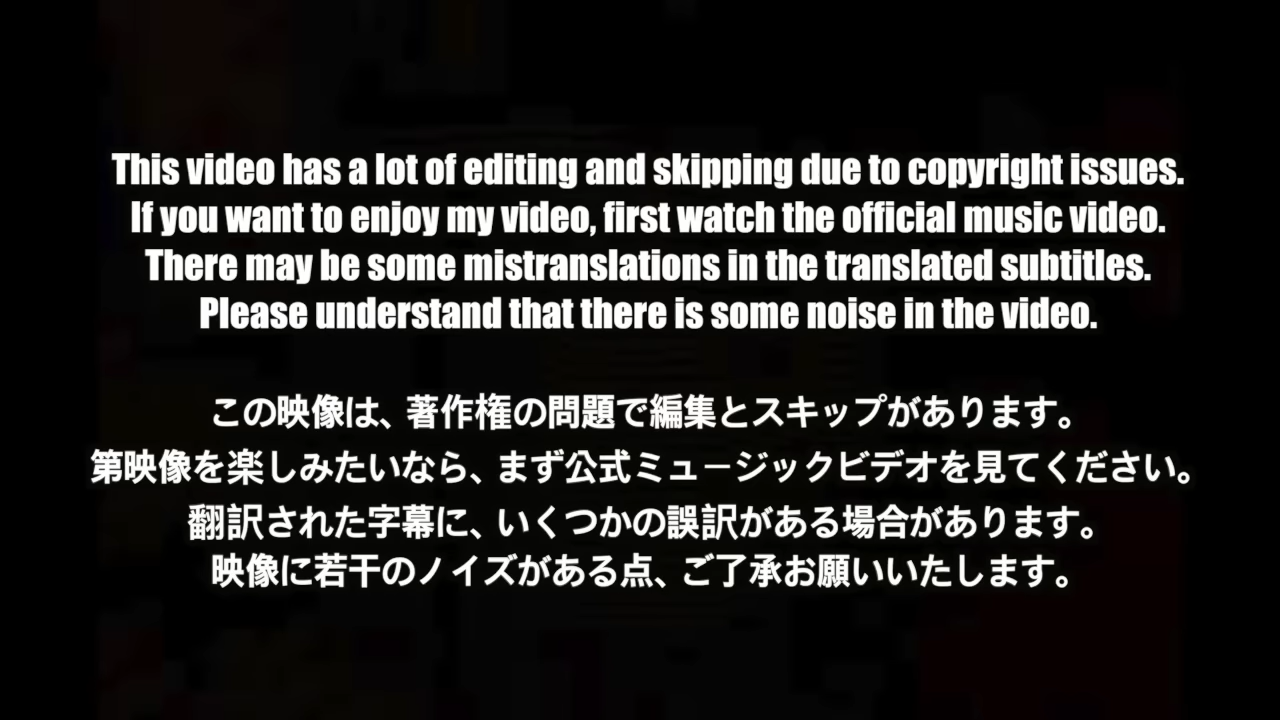 This video has a lot of editing and skipping due to copyright issues.
If you want to enjoy my video, first watch the official music video.
There may be some mistranslations in the translated subtitles.
Please understand that there is some noise in the video.
この映像は、著作権の問題で編集とスキップがあります。
第映像を楽しみたいなら、まず公式ミュージックビデオを見てください。
翻訳された字幕に、いくつかの誤訳がある場合があります。
映像に若干のノイズがある点、ご了承お願いいたします。